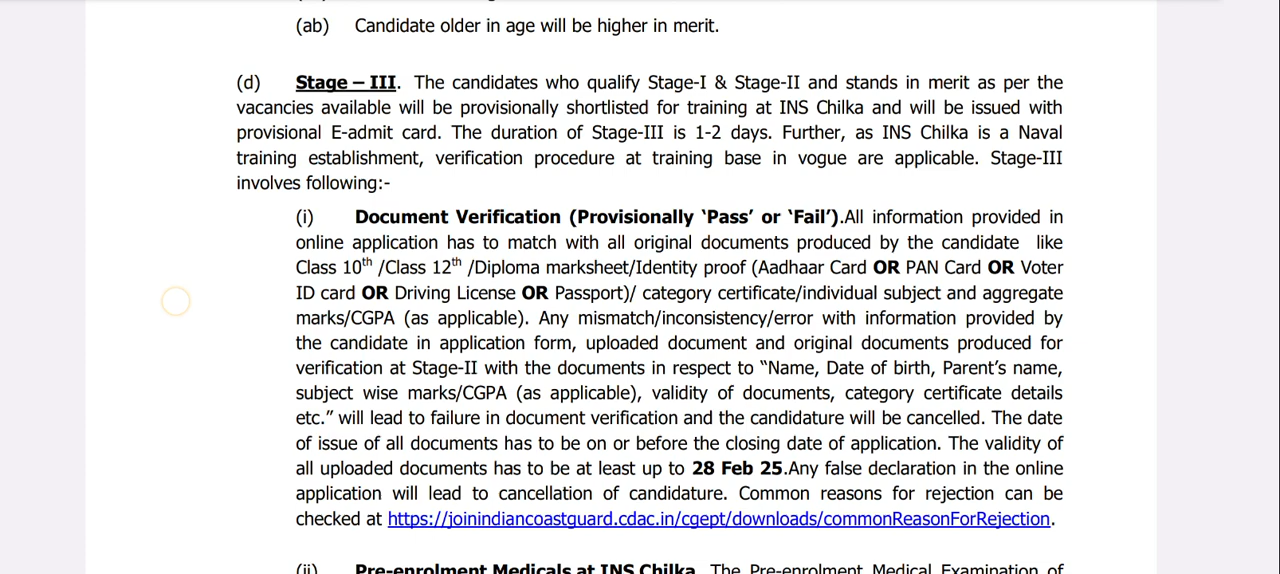 (ab) Candidate older in age will be higher in merit.
(d) Stage – III. The candidates who qualify Stage-I & Stage-II and stands in merit as per the
vacancies available will be provisionally shortlisted for training at INS Chilka and will be issued with
provisional E-admit card. The duration of Stage-III is 1-2 days. Further, as INS Chilka is a Naval
training establishment, verification procedure at training base in vogue are applicable. Stage-III
involves following:-
(i) Document Verification (Provisionally ‘Pass’ or ‘Fail’).All information provided in
online application has to match with all original documents produced by the candidate like
Class 10th /Class 12th /Diploma marksheet/Identity proof (Aadhaar Card OR PAN Card OR Voter
ID card OR Driving License OR Passport)/ category certificate/individual subject and aggregate
marks/CGPA (as applicable). Any mismatch/inconsistency/error with information provided by
the candidate in application form, uploaded document and original documents produced for
verification at Stage-II with the documents in respect to “Name, Date of birth, Parent’s name,
subject wise marks/CGPA (as applicable), validity of documents, category certificate details
etc.” will lead to failure in document verification and the candidature will be cancelled. The date
of issue of all documents has to be on or before the closing date of application. The validity of
all uploaded documents has to be at least up to 28 Feb 25.Any false declaration in the online
application will lead to cancellation of candidature. Common reasons for rejection can be
checked at https://joinindiancoastguard.cdac.in/cgept/downloads/commonReasonForRejection.
(ii) Pre-enrolment Medicals at INS Chilka. The Pre-enrolment Medical Examination of